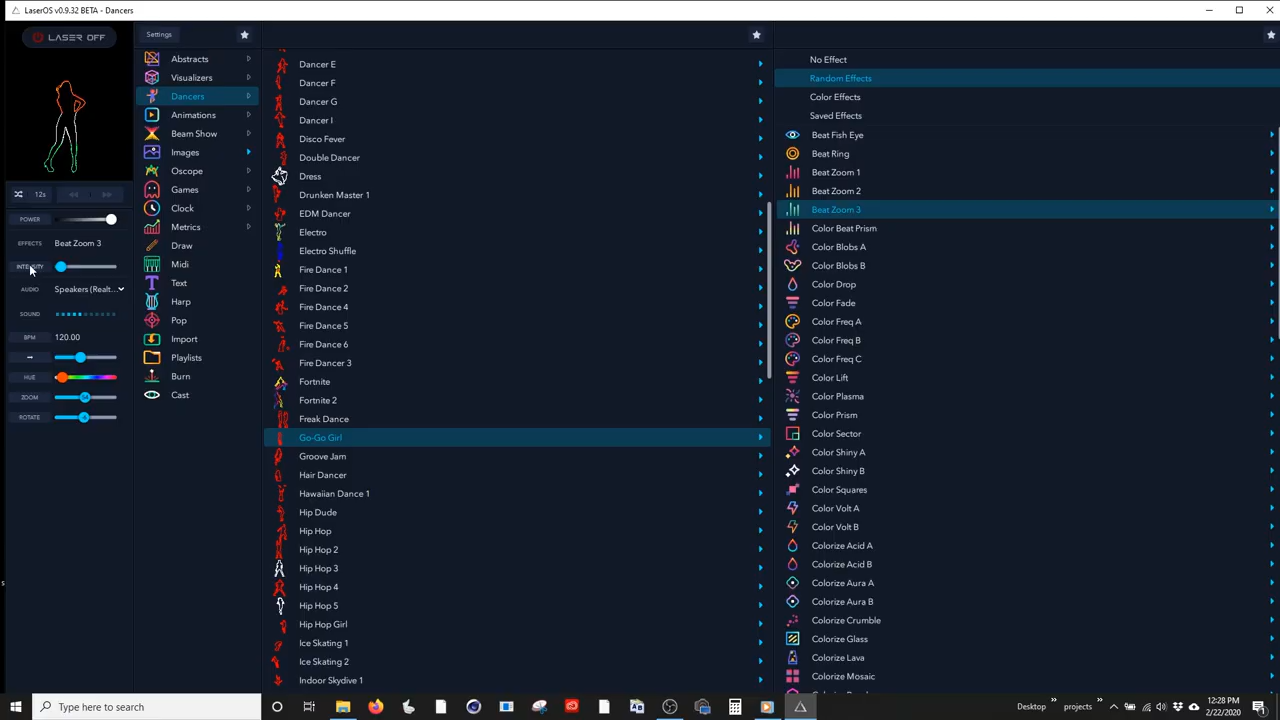 LaserOS v0.9.32 BETA - Dancers
LASER OFF
12s
POWER
EFFECTS Beat Zoom 3
INTENSITY
AUDIO Speakers (Realt...
SOUND
BPM 120.00
HUE
ZOOM
ROTATE
Settings
Abstracts
Visualizers
Dancers
Animations
Beam Show
Images
Oscope
Games
Clock
Metrics
Draw
Midi
Text
Harp
Pop
Import
Playlists
Burn
Cast
Dancer E
Dancer F
Dancer G
Dancer I
Disco Fever
Double Dancer
Dress
Drunken Master 1
EDM Dancer
Electro
Electro Shuffle
Fire Dance 1
Fire Dance 2
Fire Dance 4
Fire Dance 5
Fire Dance 6
Fire Dancer 3
Fortnite
Fortnite 2
Freak Dance
Go-Go Girl
Groove Jam
Hair Dancer
Hawaiian Dance 1
Hip Dude
Hip Hop
Hip Hop 2
Hip Hop 3
Hip Hop 4
Hip Hop 5
Hip Hop Girl
Ice Skating 1
Ice Skating 2
Indoor Skydive 1
No Effect
Random Effects
Color Effects
Saved Effects
Beat Fish Eye
Beat Ring
Beat Zoom 1
Beat Zoom 2
Beat Zoom 3
Color Beat Prism
Color Blobs A
Color Blobs B
Color Drop
Color Fade
Color Freq A
Color Freq B
Color Freq C
Color Lift
Color Plasma
Color Prism
Color Sector
Color Shiny A
Color Shiny B
Color Squares
Color Volt A
Color Volt B
Colorize Acid A
Colorize Acid B
Colorize Aura A
Colorize Aura B
Colorize Crumble
Colorize Glass
Colorize Lava
Colorize Mosaic
Type here to search
Desktop
projects
12:28 PM
2/22/2020